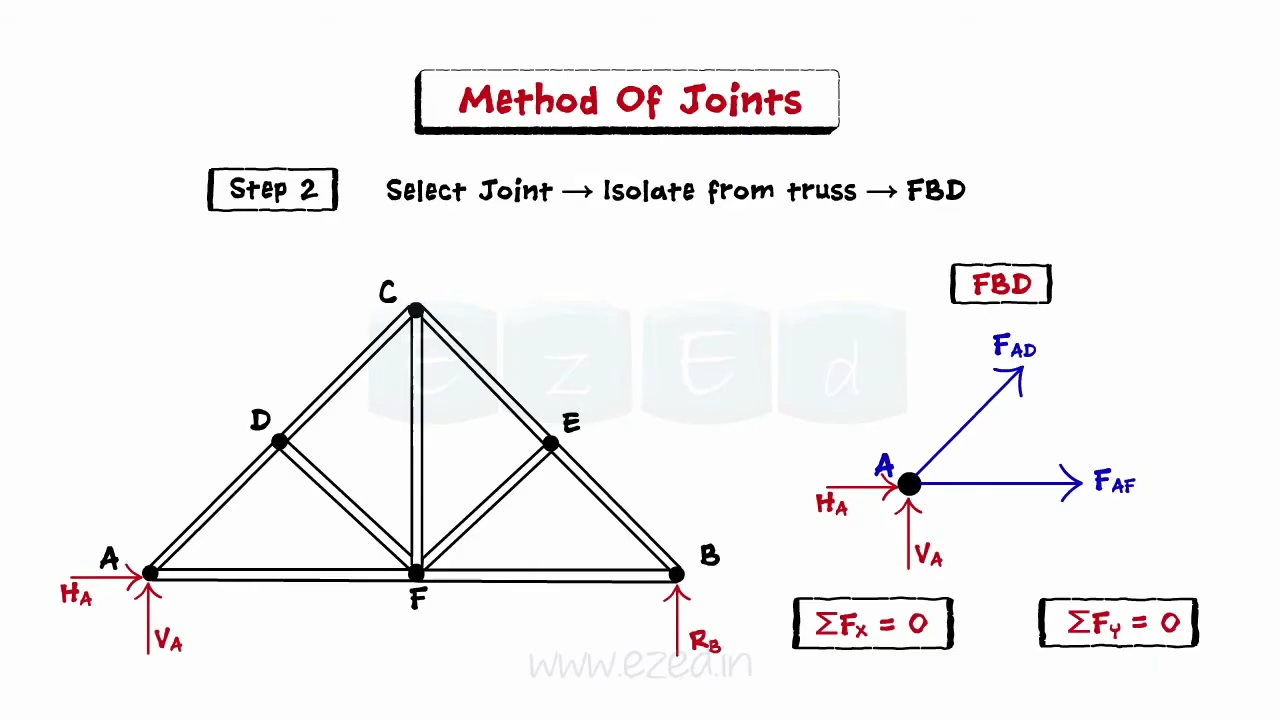 Method Of Joints
Step 2
Select Joint → Isolate from truss → FBD
C
D
E
A
B
F
HA
VA
RB
FBD
FAD
A
FAF
HA
VA
ΣFx = 0
ΣFy = 0
EzEd
www.ezed.in